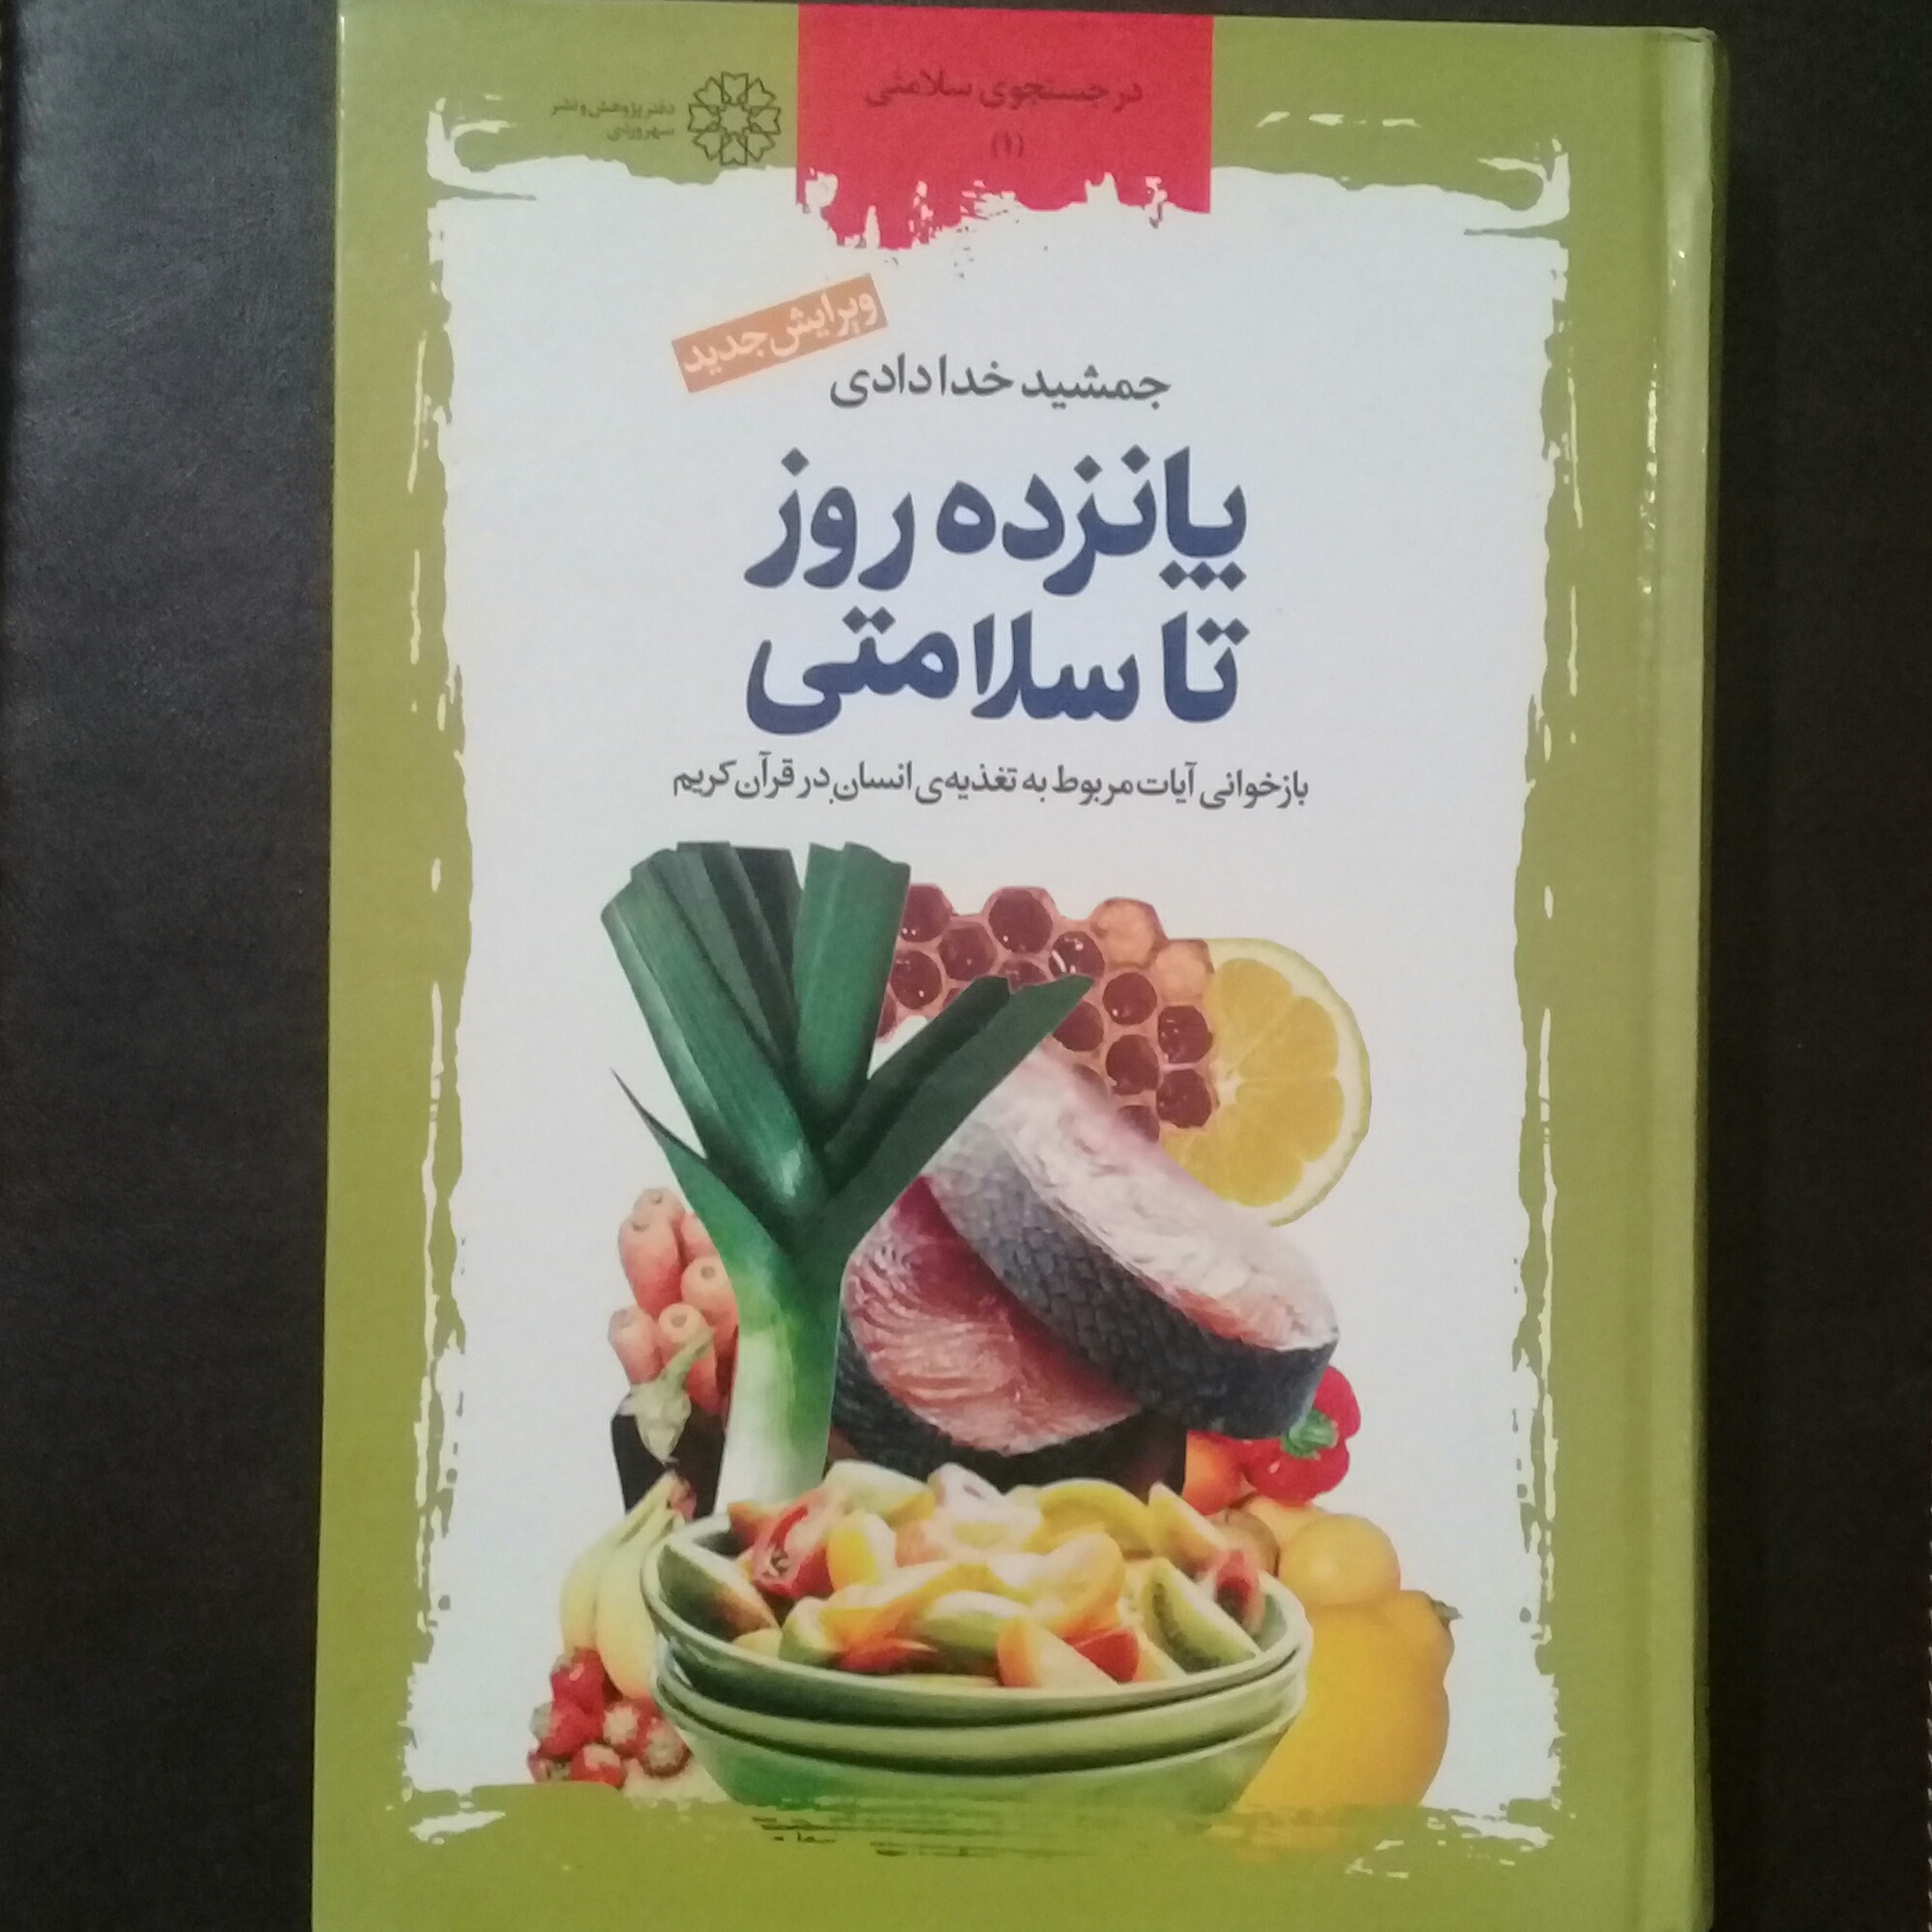 در جستجوی سلامتی
(۱)
دفتر پژوهش و نشر
سهروردی
ویرایش جدید
جمشید خدادادی
پانزده روز
تا سلامتی
بازخوانی آیات مربوط به تغذیه‌ی انسان در قرآن کریم